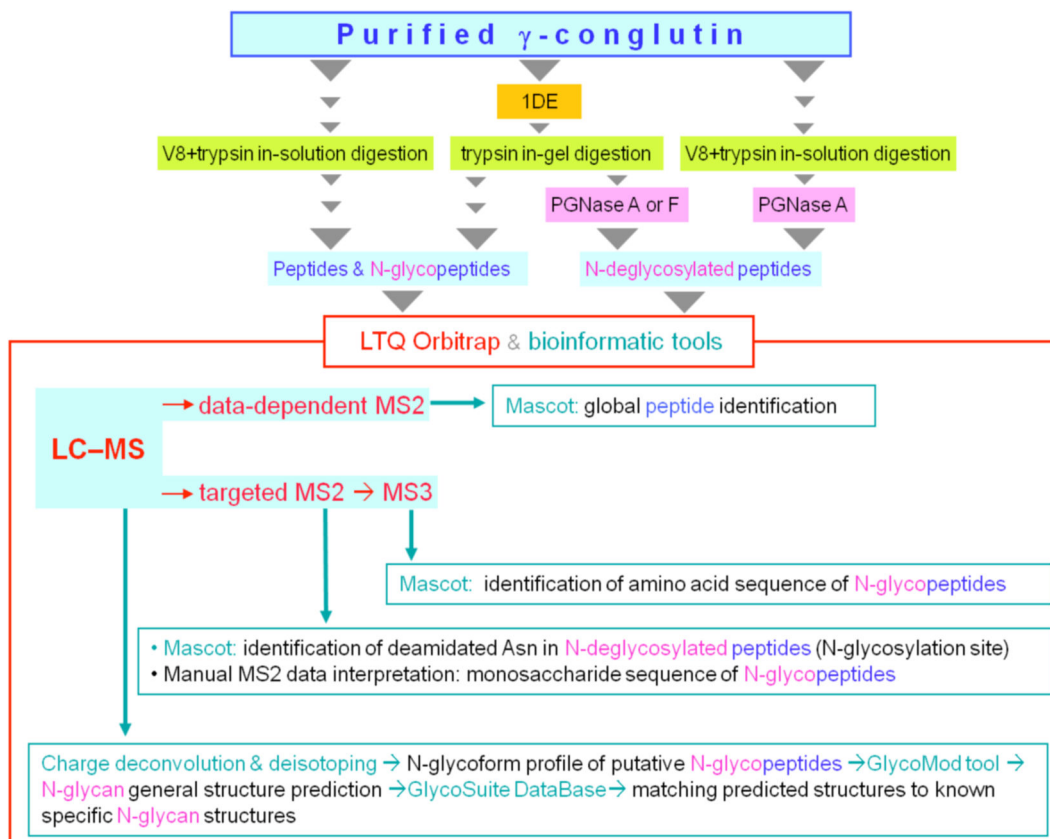 Purified γ-conglutin
1DE
V8+trypsin in-solution digestion
trypsin in-gel digestion
V8+trypsin in-solution digestion
PGNase A or F
PGNase A
Peptides & N-glycopeptides
N-deglycosylated peptides
LTQ Orbitrap & bioinformatic tools
→ data-dependent MS2
Mascot: global peptide identification
LC–MS
→ targeted MS2 → MS3
Mascot: identification of amino acid sequence of N-glycopeptides
• Mascot: identification of deamidated Asn in N-deglycosylated peptides (N-glycosylation site)
• Manual MS2 data interpretation: monosaccharide sequence of N-glycopeptides
Charge deconvolution & deisotoping → N-glycoform profile of putative N-glycopeptides →GlycoMod tool →
N-glycan general structure prediction →GlycoSuite DataBase→ matching predicted structures to known
specific N-glycan structures